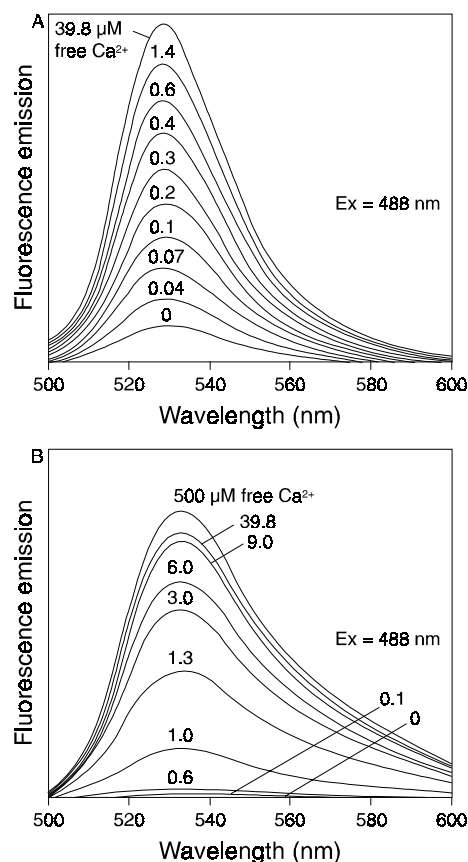 A
39.8 µM
free Ca²⁺
1.4
0.6
0.4
0.3
0.2
0.1
0.07
0.04
0
Ex = 488 nm
Fluorescence emission
500 520 540 560 580 600
Wavelength (nm)
B
500 µM free Ca²⁺
39.8
9.0
6.0
3.0
1.3
1.0
0.6
0.1
0
Ex = 488 nm
Fluorescence emission
500 520 540 560 580 600
Wavelength (nm)